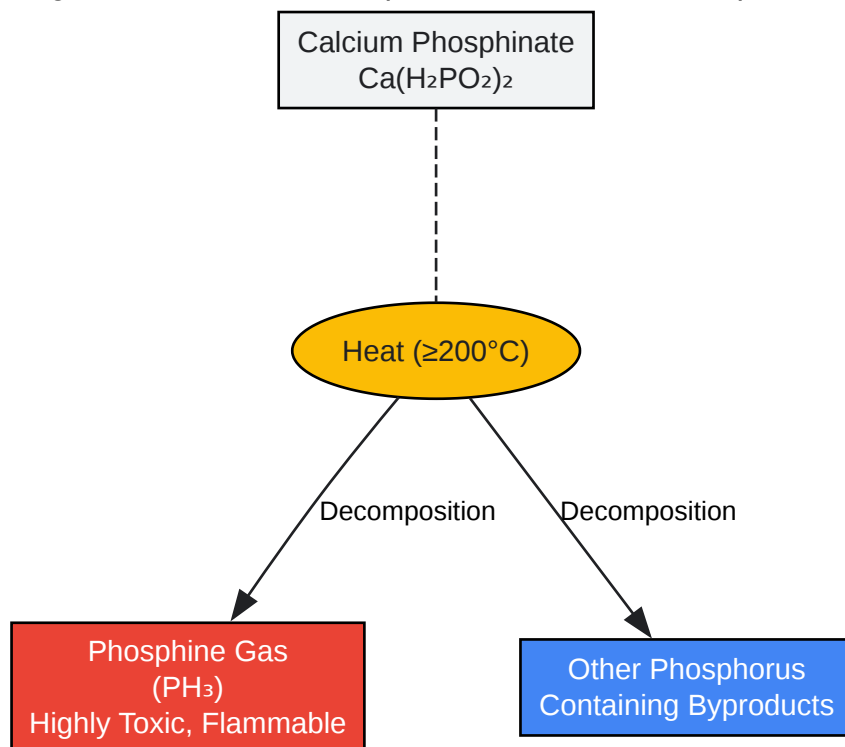 Calcium Phosphinate
Ca(H₂PO₂)₂
Heat (≥200°C)
Decomposition
Decomposition
Phosphine Gas
(PH₃)
Highly Toxic, Flammable
Other Phosphorus
Containing Byproducts